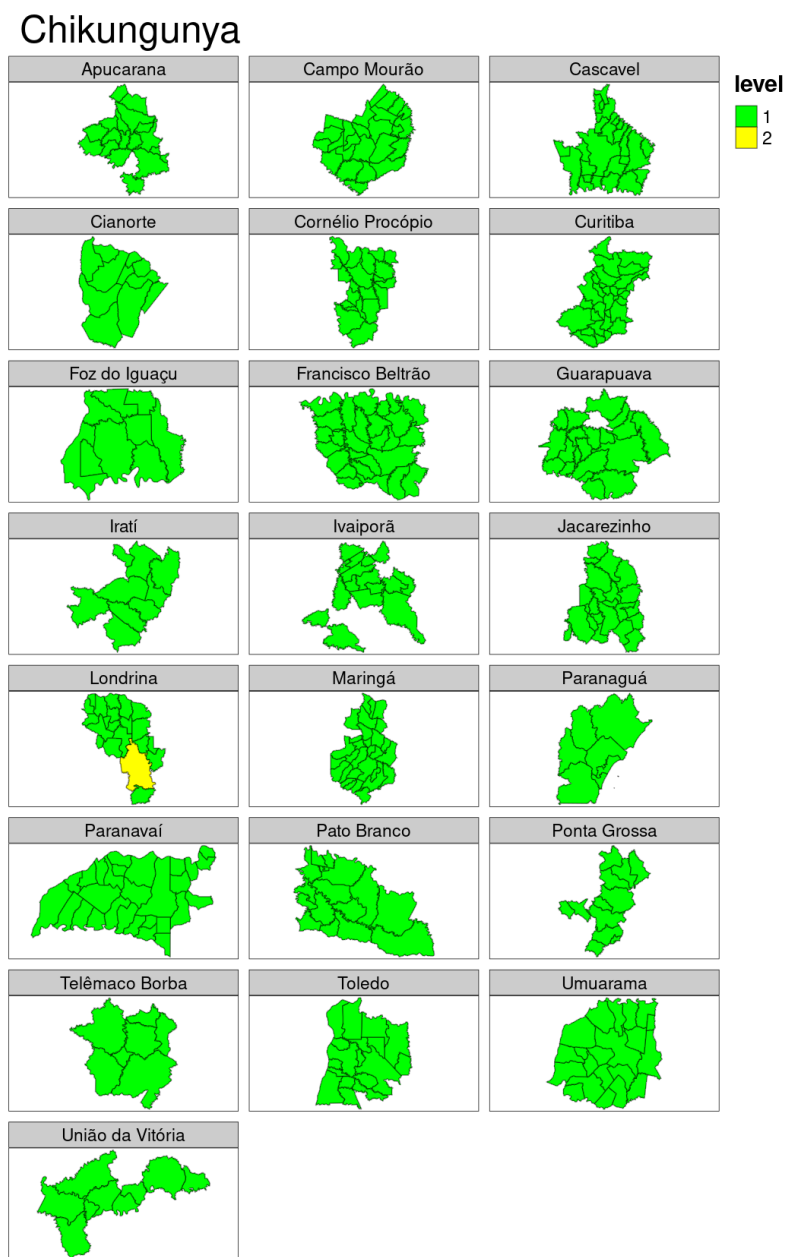 Chikungunya
Apucarana
Campo Mourão
Cascavel
level
1
2
Cianorte
Cornélio Procópio
Curitiba
Foz do Iguaçu
Francisco Beltrão
Guarapuava
Iratí
Ivaiporã
Jacarezinho
Londrina
Maringá
Paranaguá
Paranavaí
Pato Branco
Ponta Grossa
Telêmaco Borba
Toledo
Umuarama
União da Vitória